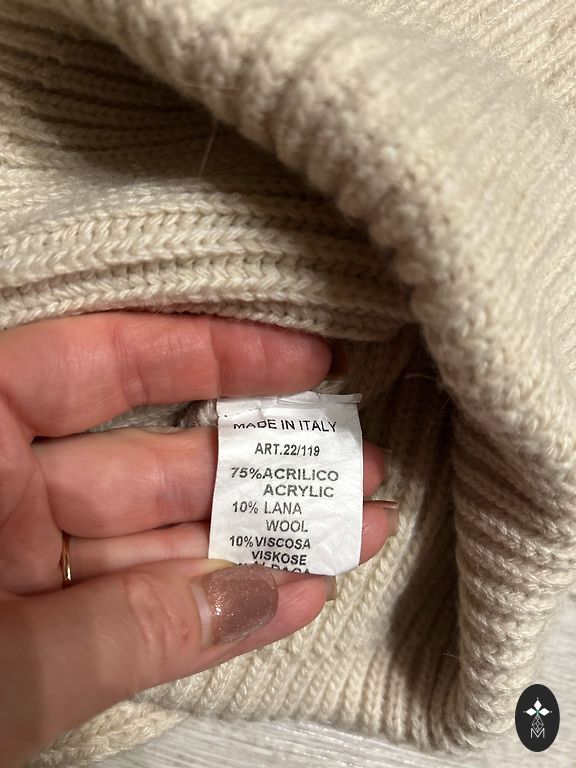 MADE IN ITALY
ART.22/119
75%ACRILICO
ACRYLIC
10% LANA
WOOL
10%VISCOSA
VISKOSE